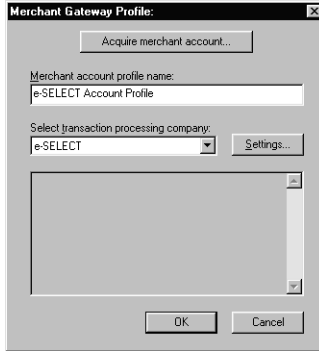 Merchant Gateway Profile:
Acquire merchant account...
Merchant account profile name:
e-SELECT Account Profile
Select transaction processing company:
e-SELECT
Settings...
OK
Cancel